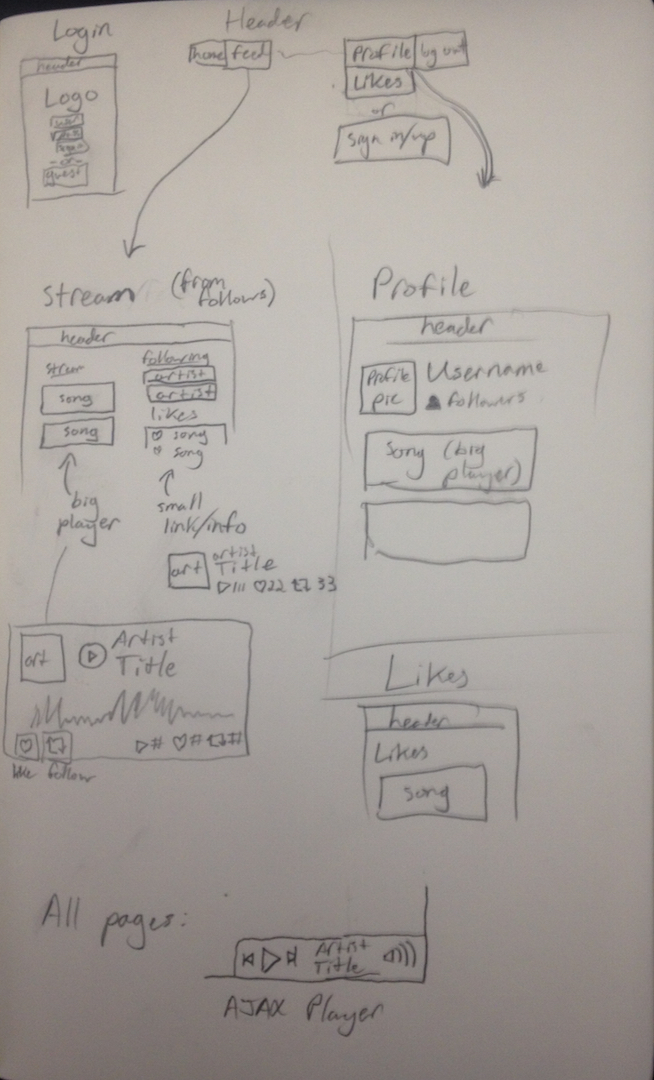 Login
header
Logo
user
or
guest
Header
home feed
Profile log out
Likes
or
sign in/up
Stream (from follows)
header
song
song
big player
following
artist
artist
likes
♡ song
♡ song
small link/info
art
artist
Title
▷111 ♡22 33
art
Artist
Title
▷# ♡# #
like follow
Profile
header
Profile pic
Username
followers
Song (big player)
Likes
header
Likes
song
All pages:
Artist
Title
AJAX Player